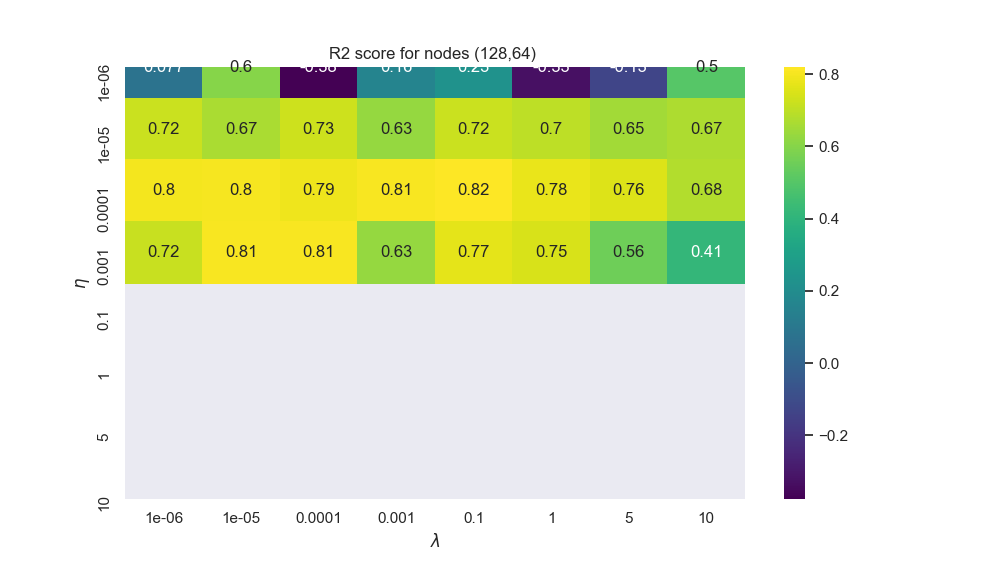 R2 score for nodes (128,64)
1e-06 0.6 0.5
1e-05 0.72 0.67 0.73 0.63 0.72 0.7 0.65 0.67
0.0001 0.8 0.8 0.79 0.81 0.82 0.78 0.76 0.68
0.001 0.72 0.81 0.81 0.63 0.77 0.75 0.56 0.41
0.1
1
5
10
η
1e-06 1e-05 0.0001 0.001 0.1 1 5 10
λ
0.8
0.6
0.4
0.2
0.0
−0.2